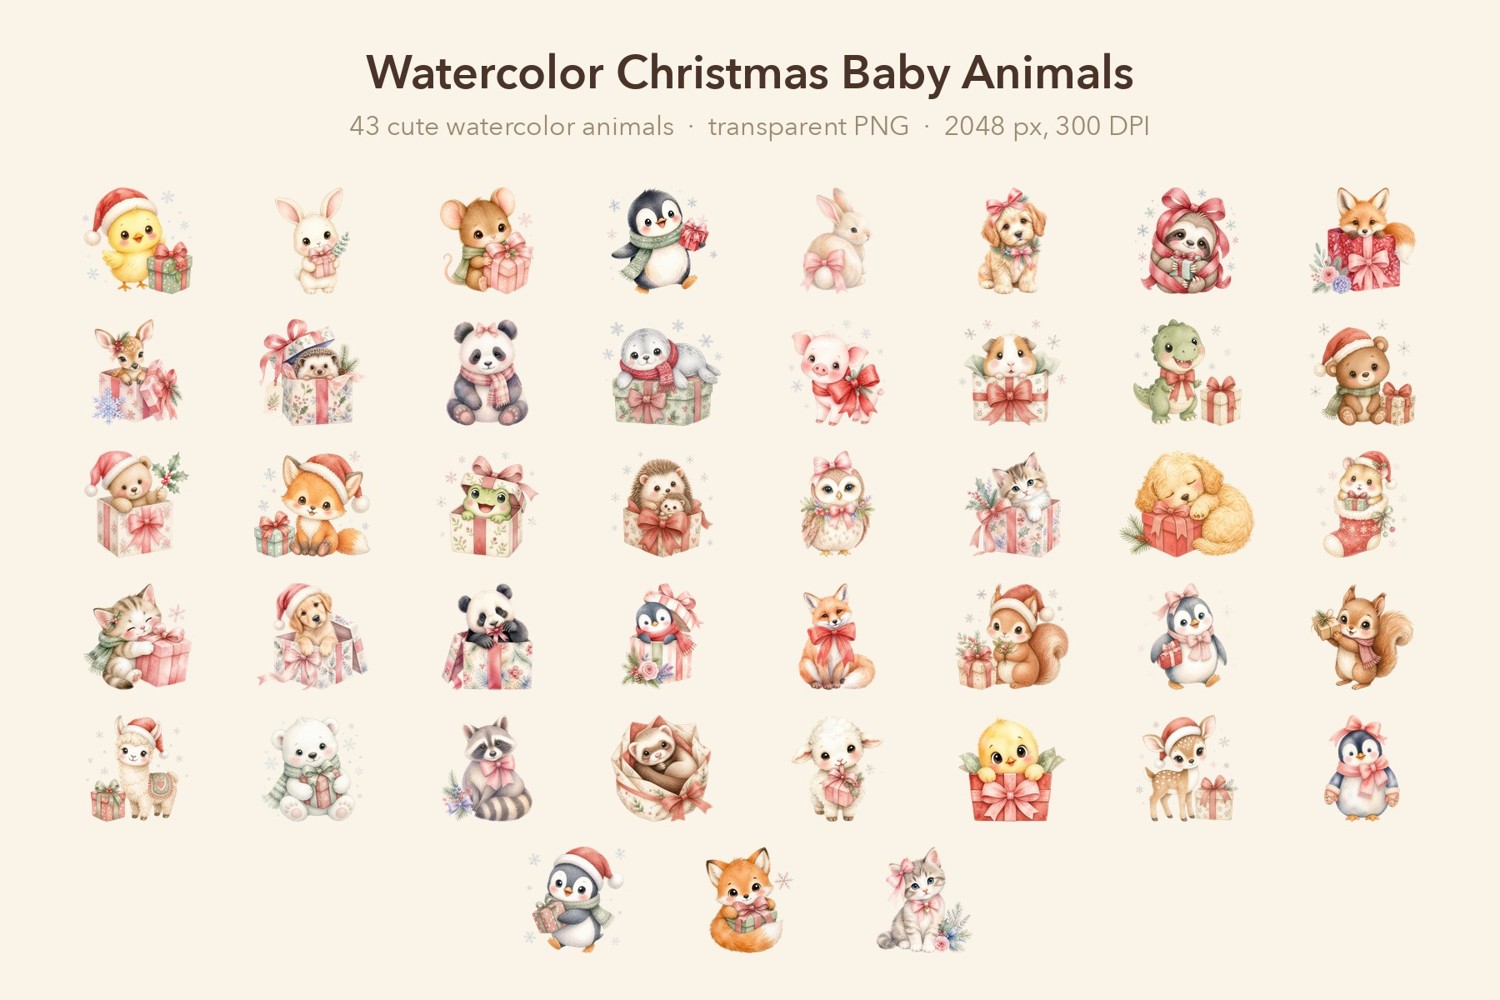 Watercolor Christmas Baby Animals
43 cute watercolor animals · transparent PNG · 2048 px, 300 DPI